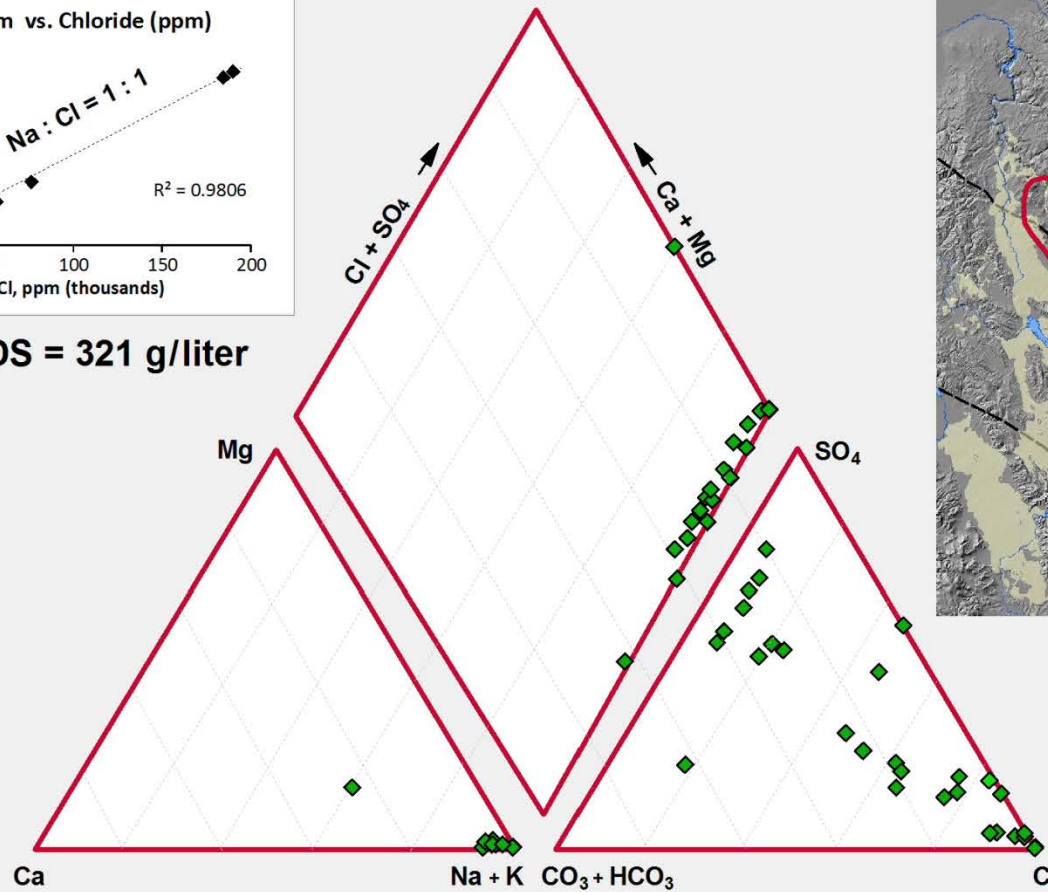 vs. Chloride (ppm)
Na : Cl = 1 : 1
R² = 0.9806
100 150 200
Cl, ppm (thousands)
= 321 g/liter
Cl + SO₄
Ca + Mg
Mg
SO₄
Ca
Na + K
CO₃ + HCO₃